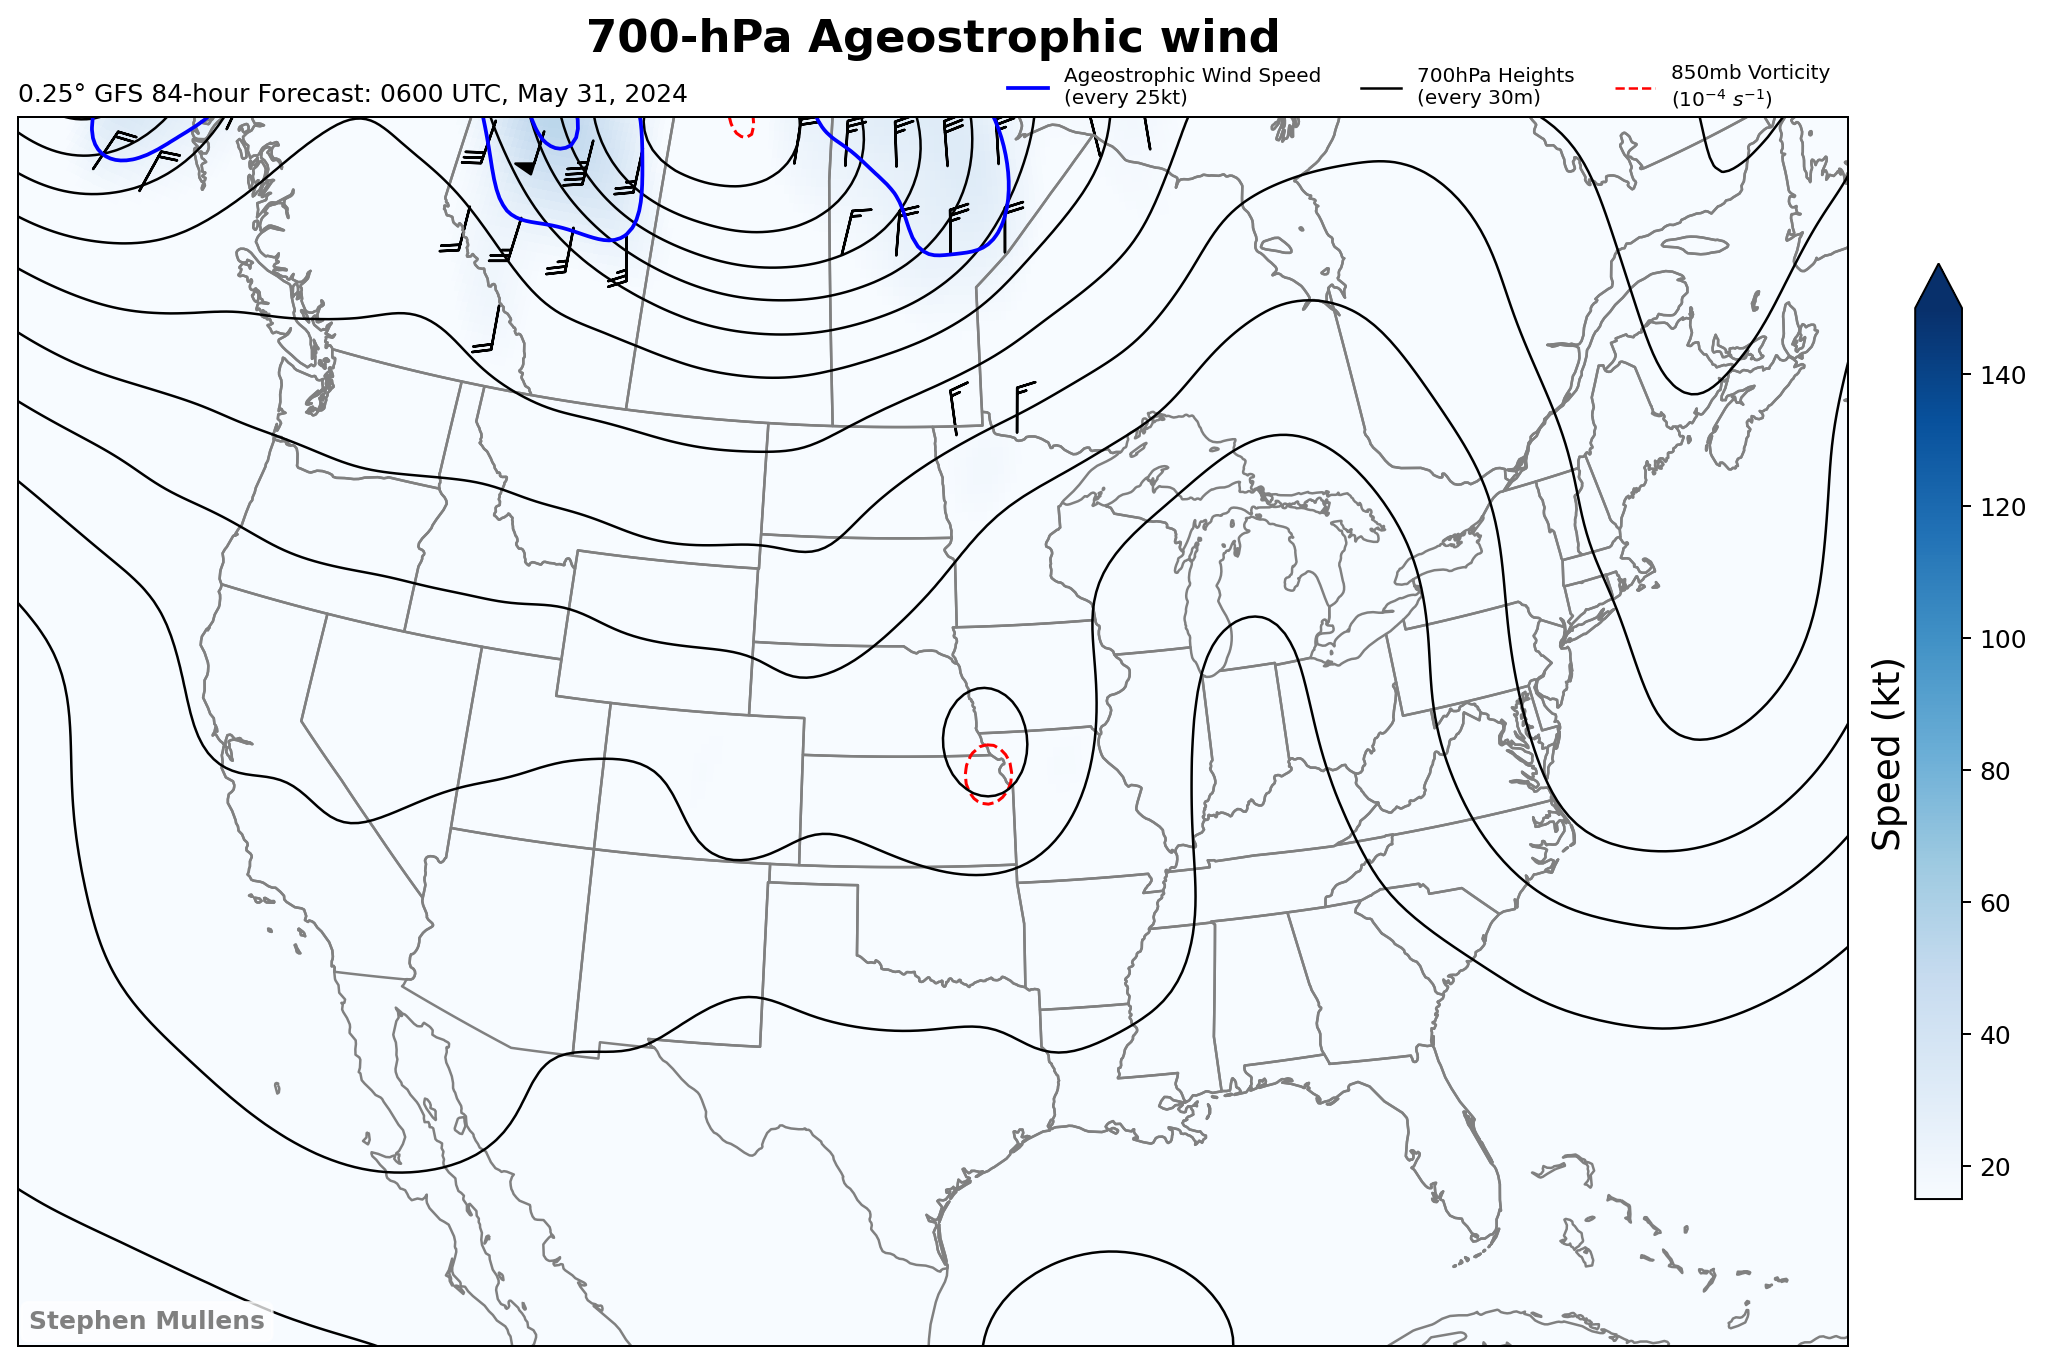 700-hPa Ageostrophic wind
0.25° GFS 84-hour Forecast: 0600 UTC, May 31, 2024
Ageostrophic Wind Speed
(every 25kt)
700hPa Heights
(every 30m)
850mb Vorticity
(10⁻⁴ s⁻¹)
140
120
100
80
60
40
20
Speed (kt)
Stephen Mullens